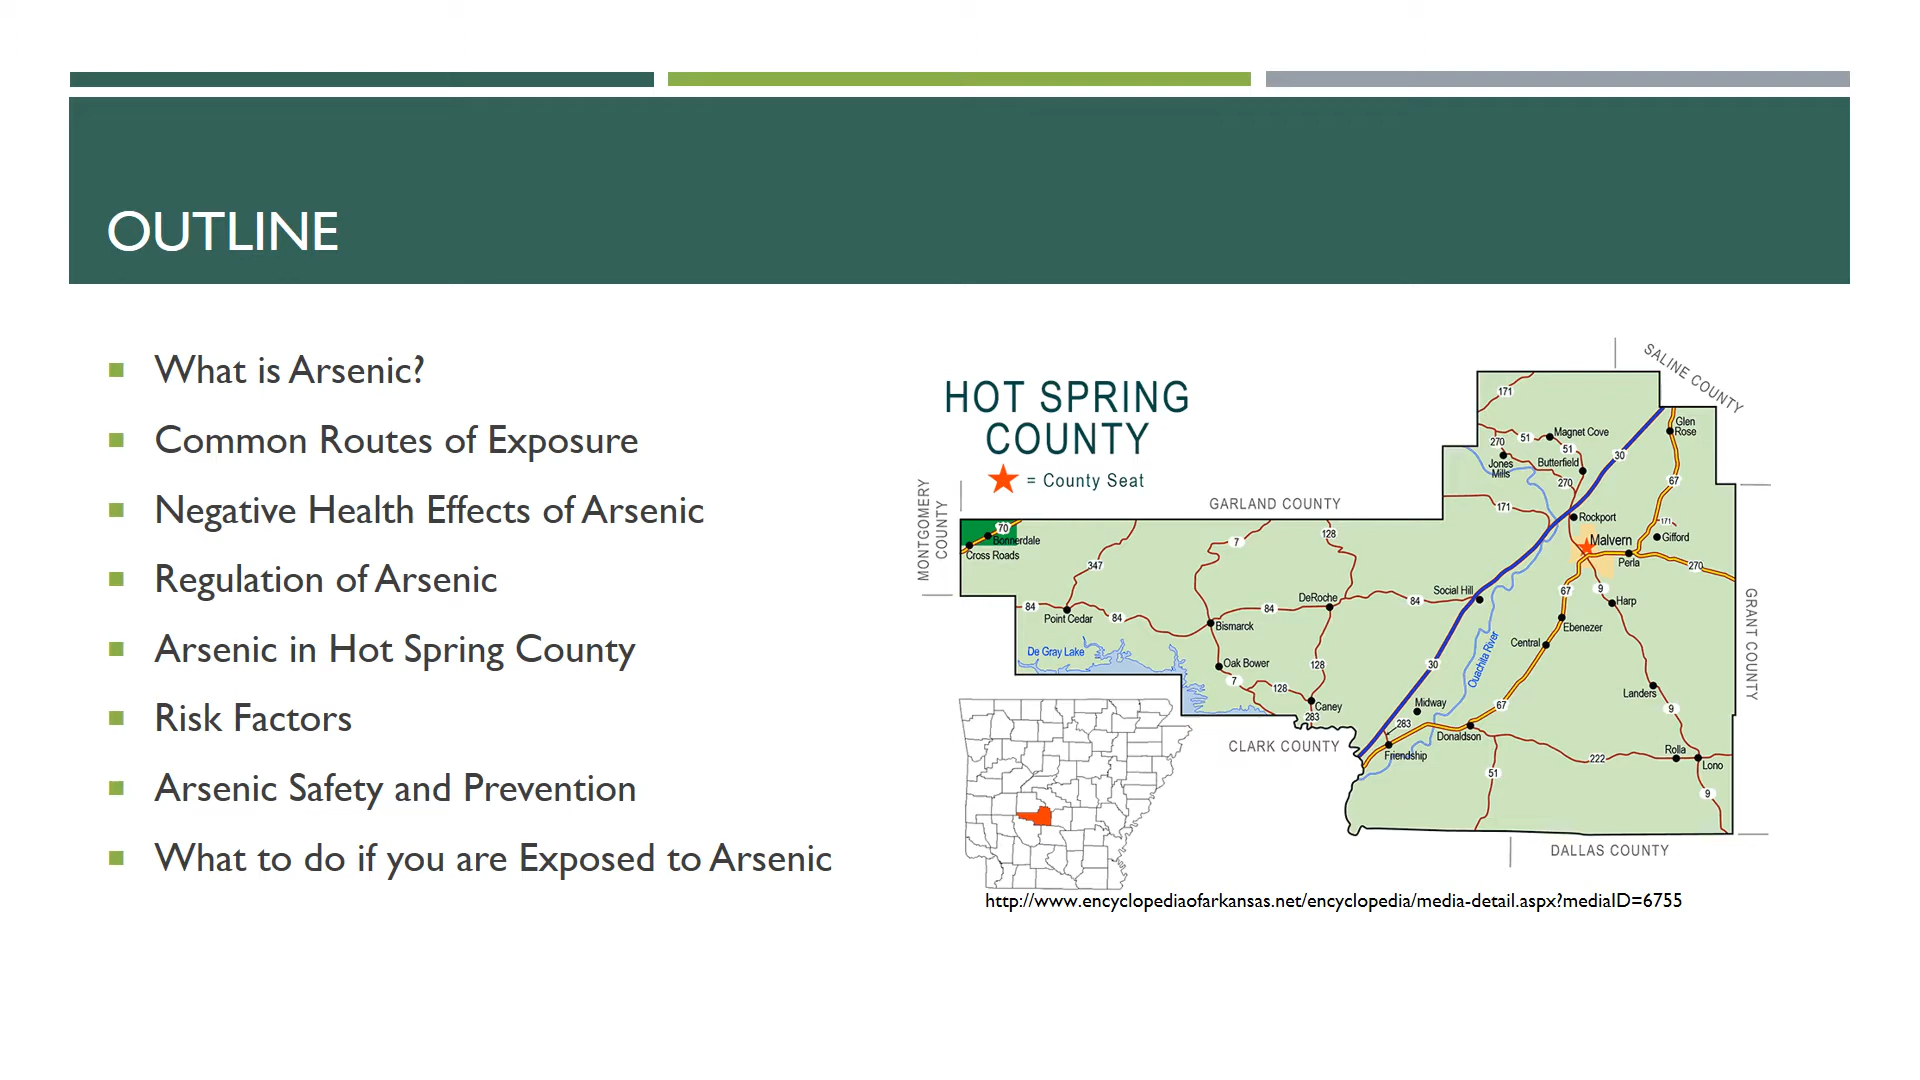 OUTLINE
What is Arsenic?
Common Routes of Exposure
Negative Health Effects of Arsenic
Regulation of Arsenic
Arsenic in Hot Spring County
Risk Factors
Arsenic Safety and Prevention
What to do if you are Exposed to Arsenic
HOT SPRING
COUNTY
= County Seat
MONTGOMERY
COUNTY
GARLAND COUNTY
SALINE COUNTY
GRANT COUNTY
CLARK COUNTY
DALLAS COUNTY
171
270
51
Magnet Cove
Glen
Rose
Jones
Mills
Butterfield
51
270
30
67
171
Rockport
171
Malvern
Gifford
Perla
270
70
Bonnerdale
Cross Roads
347
7
128
84
Point Cedar
84
Bismarck
84
DeRoche
84
Social Hill
67
9
Harp
Ebenezer
Central
De Gray Lake
Oak Bower
7
128
128
Caney
283
30
Ouachita River
Landers
9
Midway
283
67
Donaldson
Friendship
51
222
Rolla
Lono
9
http://www.encyclopediaofarkansas.net/encyclopedia/media-detail.aspx?mediaID=6755